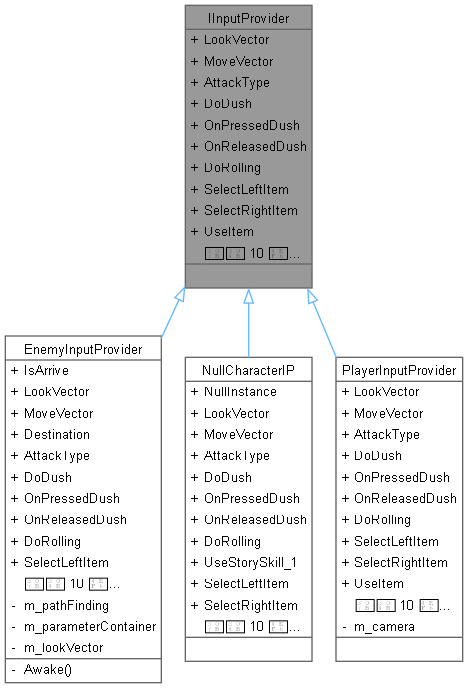 IInputProvider
+ LookVector
+ MoveVector
+ AttackType
+ DoDush
+ OnPressedDush
+ OnReleasedDush
+ DoRolling
+ SelectLeftItem
+ SelectRightItem
+ UseItem
10 ...
EnemyInputProvider
+ IsArrive
+ LookVector
+ MoveVector
+ Destination
+ AttackType
+ DoDush
+ OnPressedDush
+ OnReleasedDush
+ DoRolling
+ SelectLeftItem
10 ...
- m_pathFinding
- m_parameterContainer
- m_lookVector
- Awake()
NullCharacterIP
+ NullInstance
+ LookVector
+ MoveVector
+ AttackType
+ DoDush
+ OnPressedDush
+ OnReleasedDush
+ DoRolling
+ UseStorySkill_1
+ SelectLeftItem
+ SelectRightItem
10 ...
PlayerInputProvider
+ LookVector
+ MoveVector
+ AttackType
+ DoDush
+ OnPressedDush
+ OnReleasedDush
+ DoRolling
+ SelectLeftItem
+ SelectRightItem
+ UseItem
10 ...
- m_camera